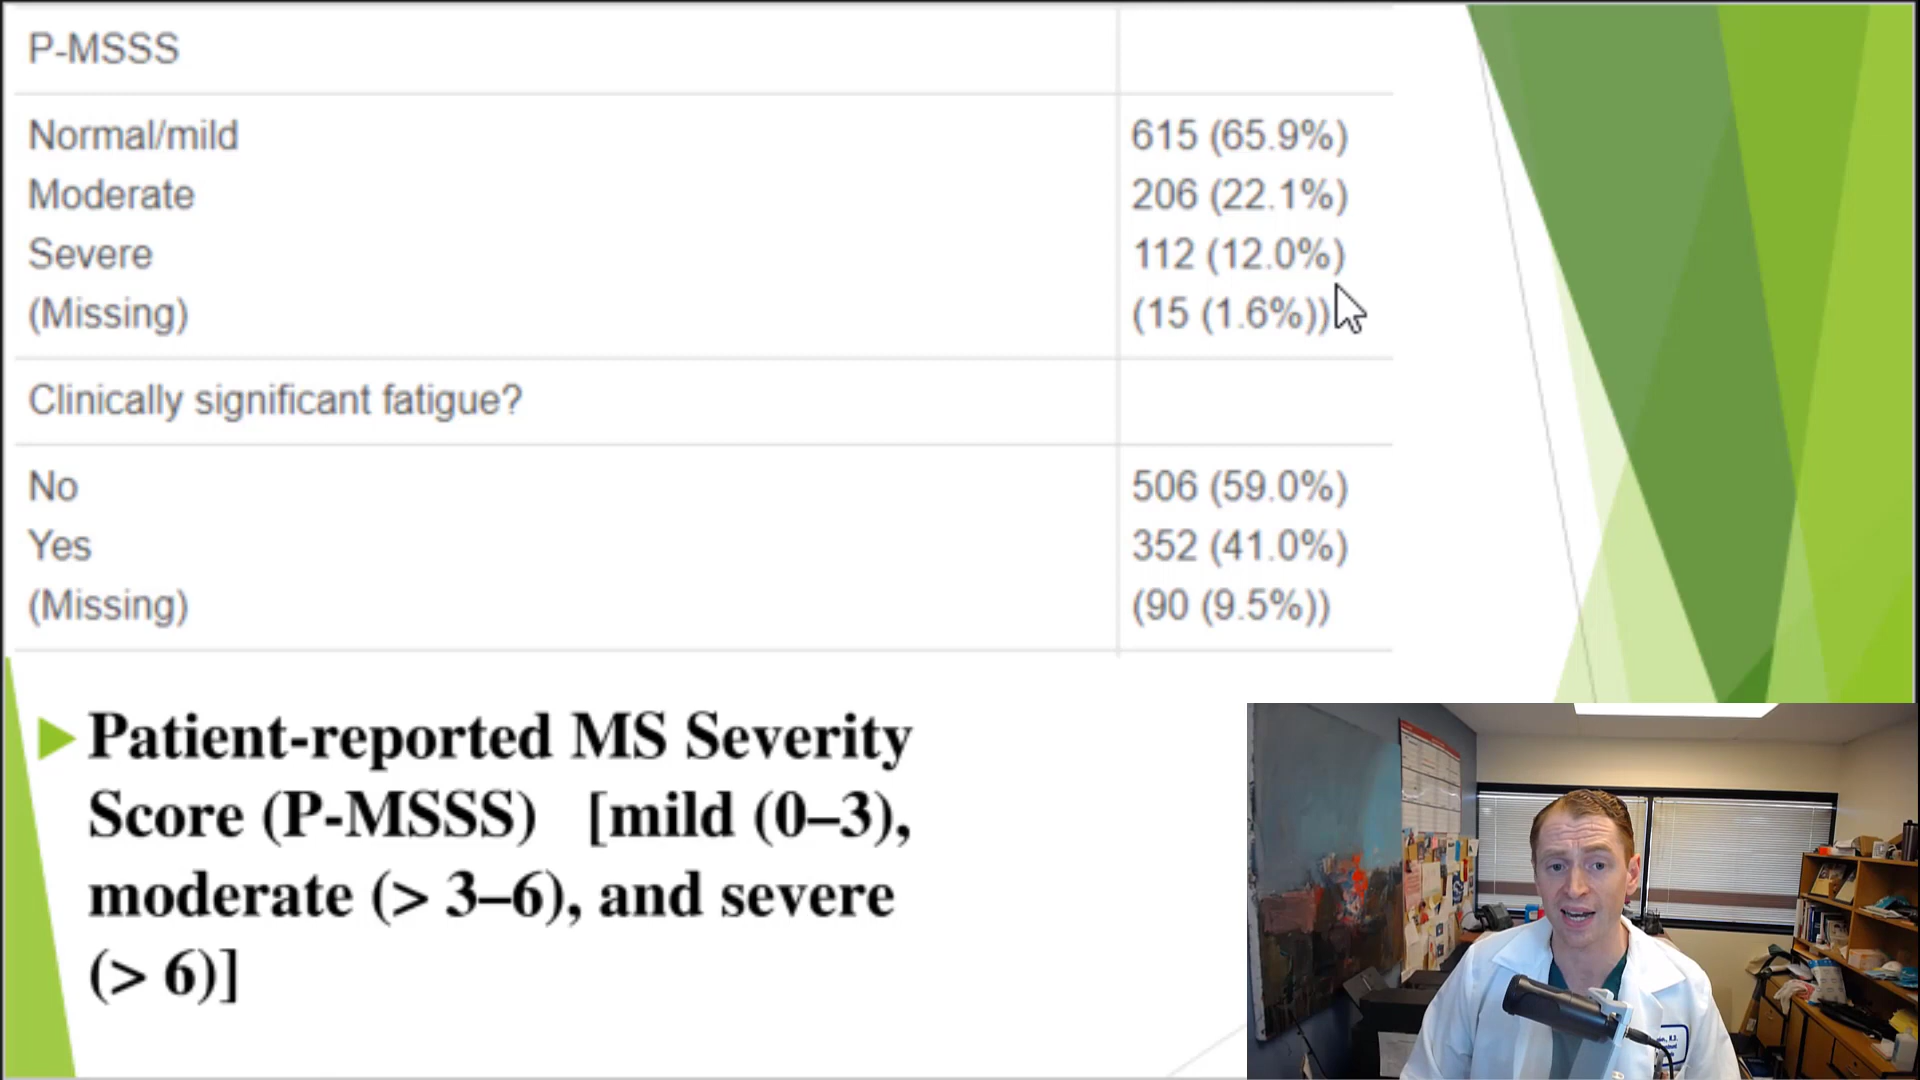 P-MSSS
Normal/mild 615 (65.9%)
Moderate 206 (22.1%)
Severe 112 (12.0%)
(Missing) (15 (1.6%))
Clinically significant fatigue?
No 506 (59.0%)
Yes 352 (41.0%)
(Missing) (90 (9.5%))
Patient-reported MS Severity
Score (P-MSSS) [mild (0–3),
moderate (> 3–6), and severe
(> 6)]